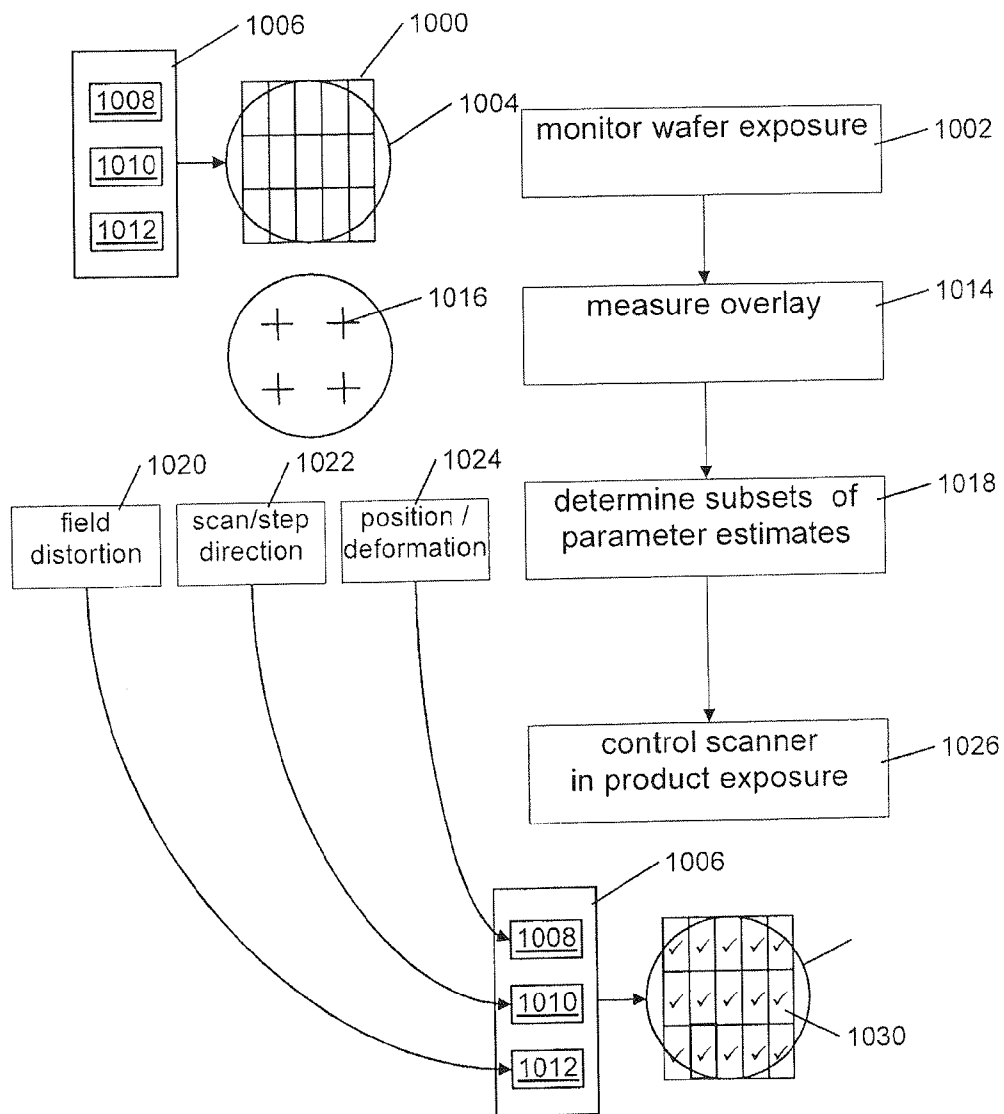 1006
1000
1008
1004
monitor wafer exposure
1002
1010
1012
1016
measure overlay
1014
1020
1022
1024
field
distortion
scan/step
direction
position /
deformation
determine subsets of
parameter estimates
1018
control scanner
in product exposure
1026
1006
1008
1010
1030
1012